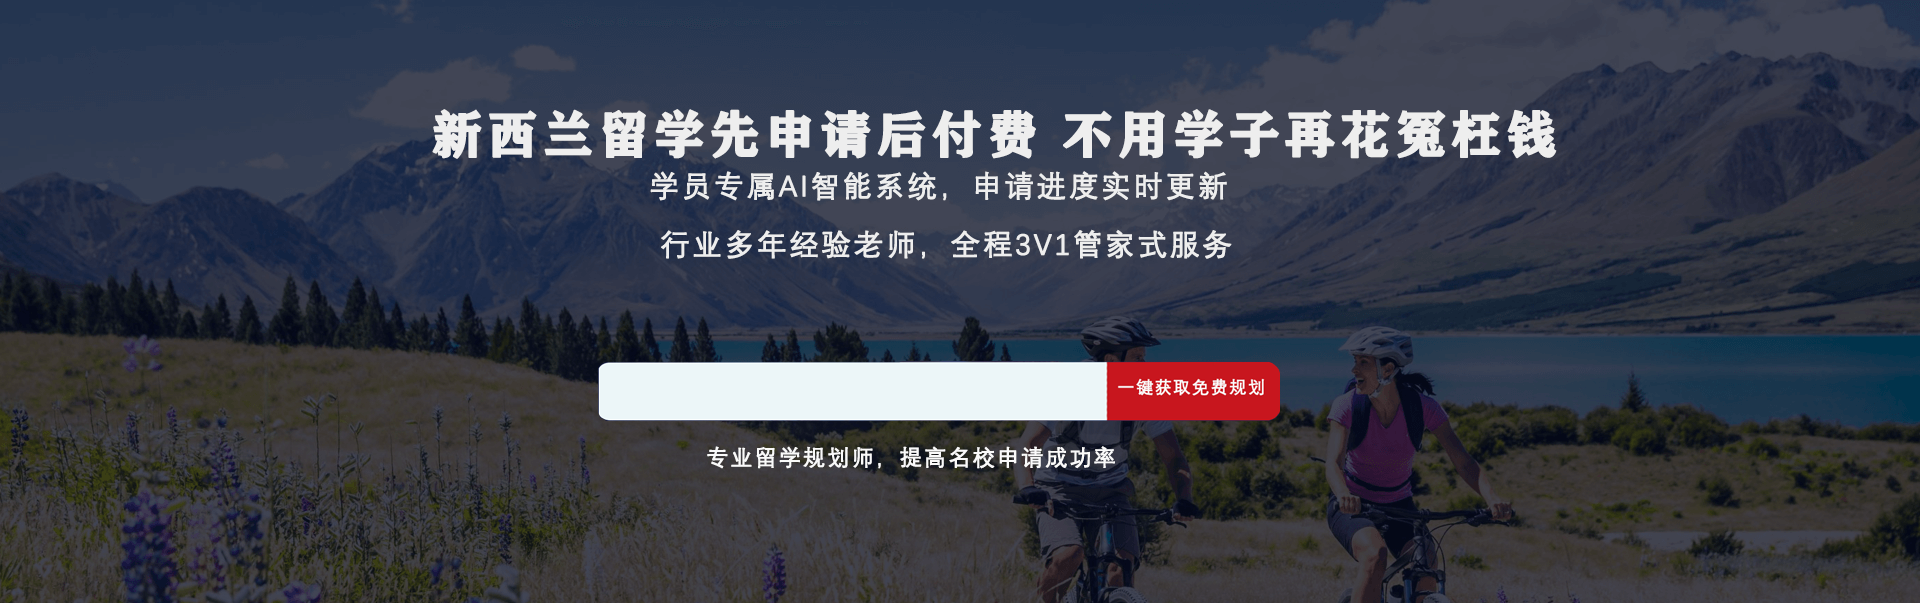 新西兰留学先申请后付费 不用学子再花冤枉钱
学员专属AI智能系统，申请进度实时更新
行业多年经验老师，全程3V1管家式服务
一键获取免费规划
专业留学规划师，提高名校申请成功率